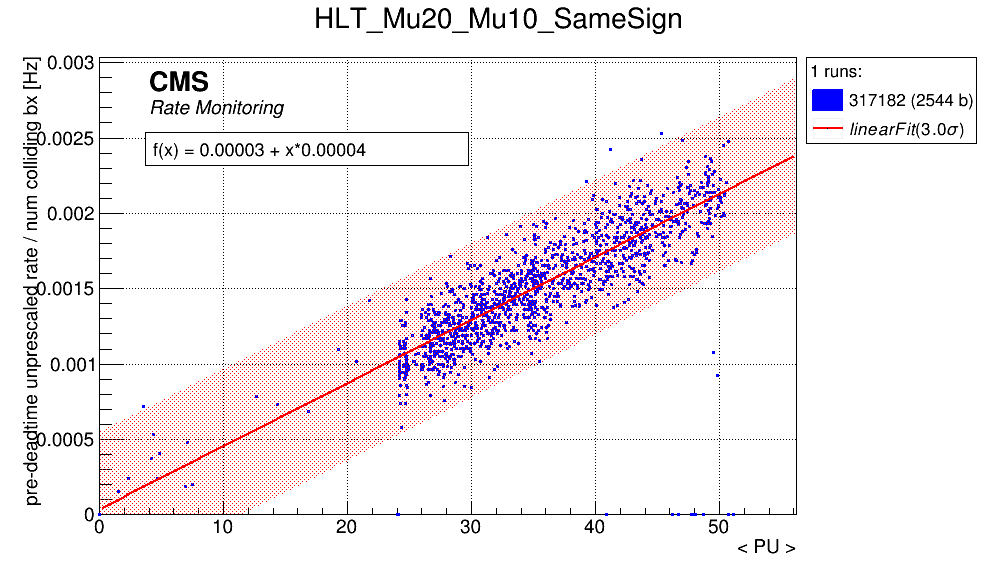 HLT_Mu20_Mu10_SameSign
pre-deadtime unprescaled rate / num colliding bx [Hz]
0.003
0.0025
0.002
0.0015
0.001
0.0005
0
CMS
Rate Monitoring
f(x) = 0.00003 + x*0.00004
1 runs:
317182 (2544 b)
linearFit(3.0σ)
0
10
20
30
40
50
< PU >